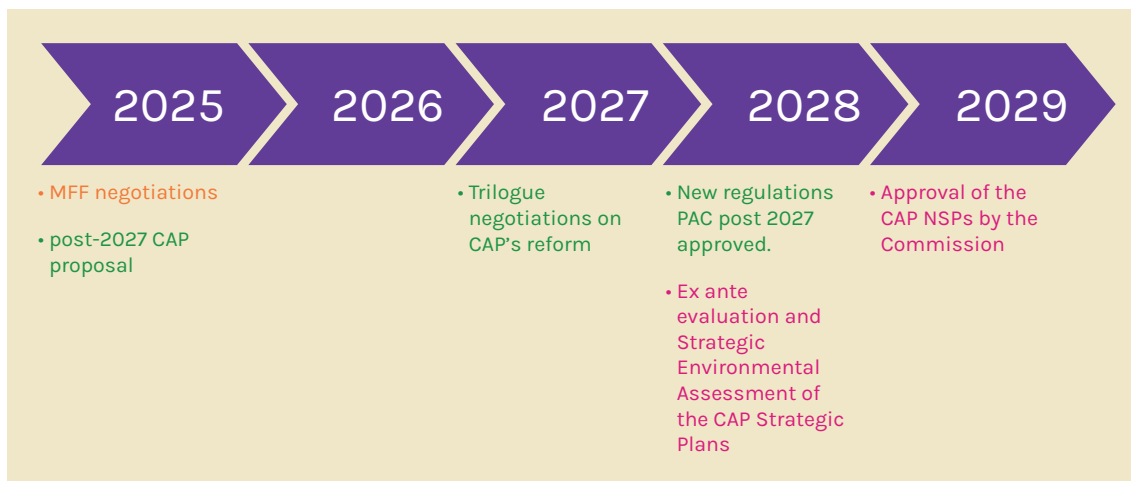 2025
2026
2027
2028
2029
• MFF negotiations
• post-2027 CAP
proposal
• Trilogue
negotiations on
CAP's reform
• New regulations
PAC post 2027
approved.
• Ex ante
evaluation and
Strategic
Environmental
Assessment of
the CAP Strategic
Plans
• Approval of the
CAP NSPs by the
Commission